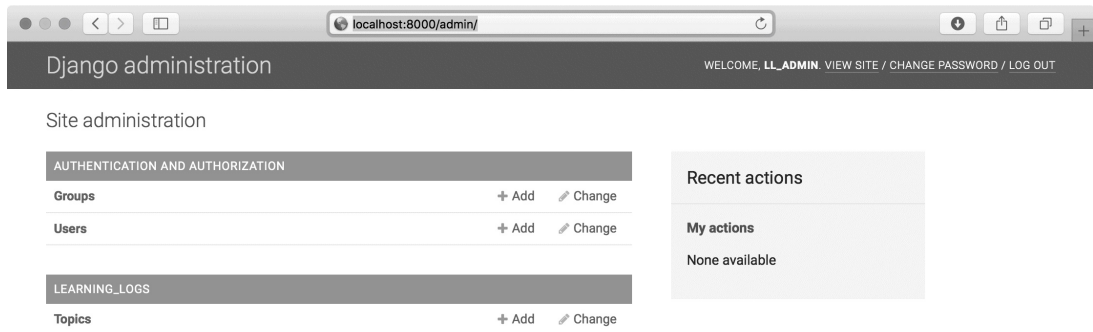 localhost:8000/admin/
Django administration
WELCOME, LL_ADMIN. VIEW SITE / CHANGE PASSWORD / LOG OUT
Site administration
AUTHENTICATION AND AUTHORIZATION
Groups + Add Change
Users + Add Change
LEARNING_LOGS
Topics + Add Change
Recent actions
My actions
None available